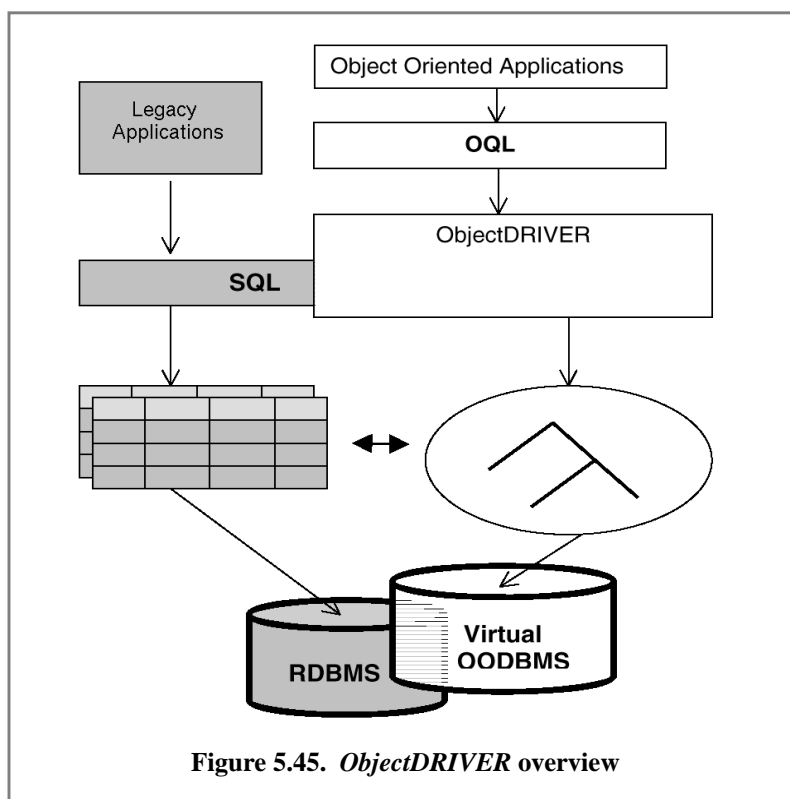 Object Oriented Applications
Legacy
Applications
OQL
ObjectDRIVER
SQL
Virtual
OODBMS
RDBMS
Figure 5.45. ObjectDRIVER overview